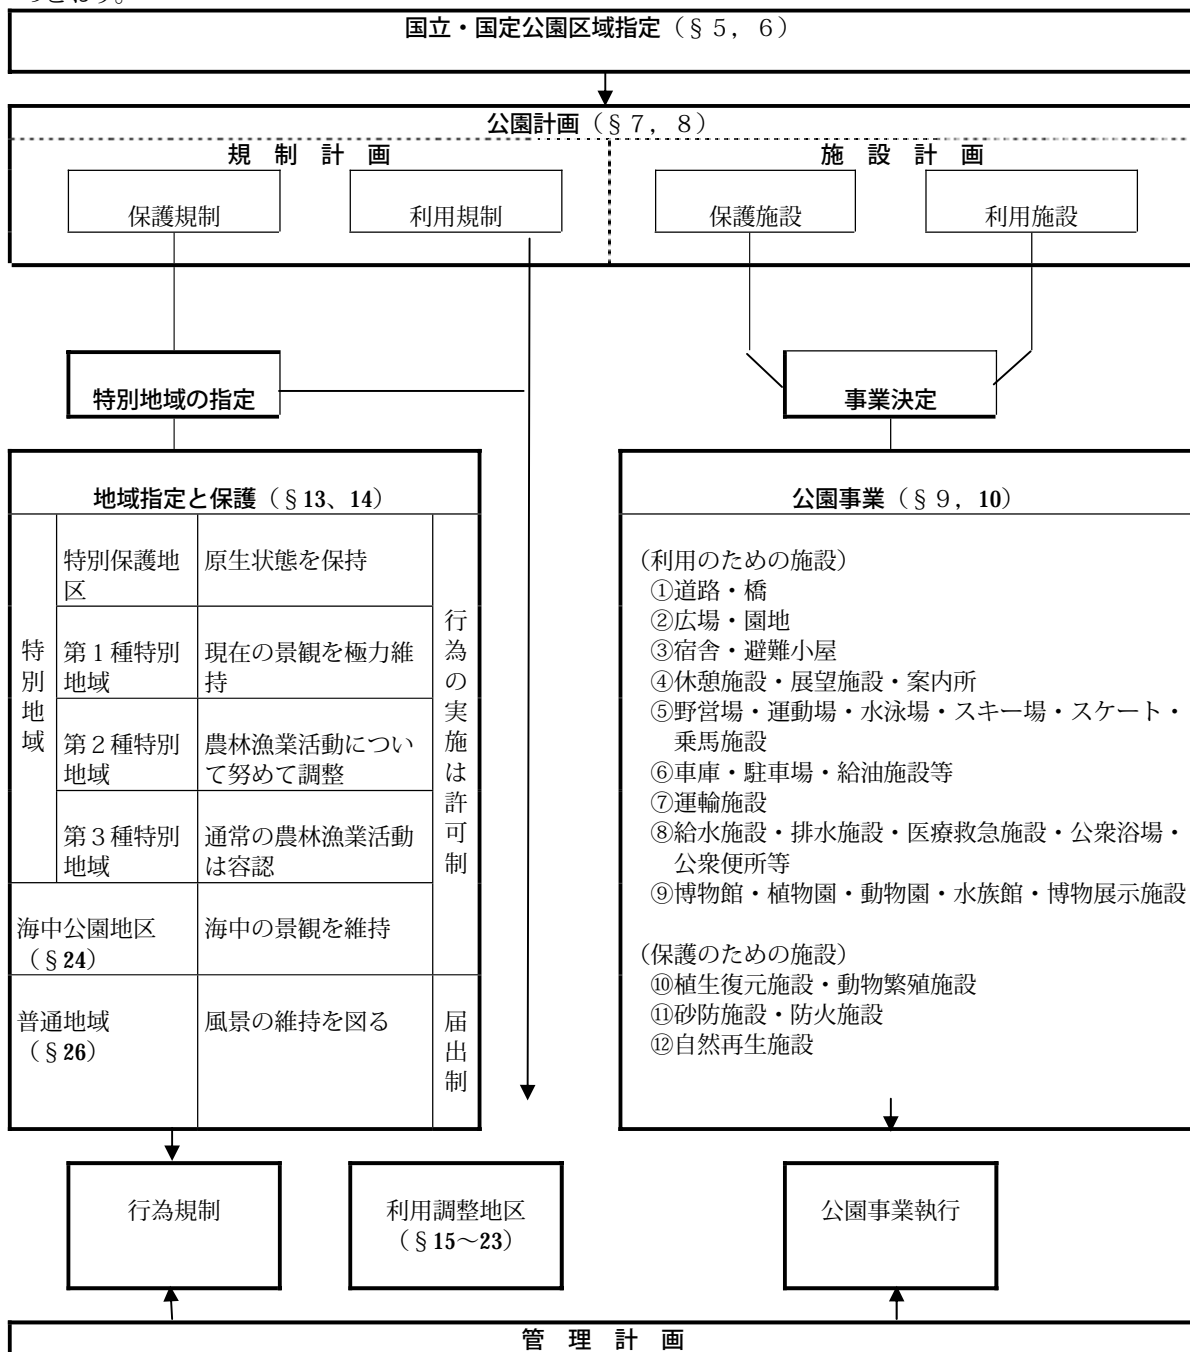 国立・国定公園区域指定（§５，６）
公園計画（§７，８）
規 制 計 画
施 設 計 画
保護規制
利用規制
保護施設
利用施設
特別地域の指定
事業決定
地域指定と保護（§13、14）
特別地域
特別保護地
区
原生状態を保持
第１種特別
地域
現在の景観を極力維
持
第２種特別
地域
農林漁業活動につい
て努めて調整
第３種特別
地域
通常の農林漁業活動
は容認
行為の実施は許可制
海中公園地区
（§24）
海中の景観を維持
普通地域
（§26）
風景の維持を図る
届出制
公園事業（§９，10）
（利用のための施設）
①道路・橋
②広場・園地
③宿舎・避難小屋
④休憩施設・展望施設・案内所
⑤野営場・運動場・水泳場・スキー場・スケート・
乗馬施設
⑥車庫・駐車場・給油施設等
⑦運輸施設
⑧給水施設・排水施設・医療救急施設・公衆浴場・
公衆便所等
⑨博物館・植物園・動物園・水族館・博物展示施設
（保護のための施設）
⑩植生復元施設・動物繁殖施設
⑪砂防施設・防火施設
⑫自然再生施設
行為規制
利用調整地区
（§15～23）
公園事業執行
管 理 計 画